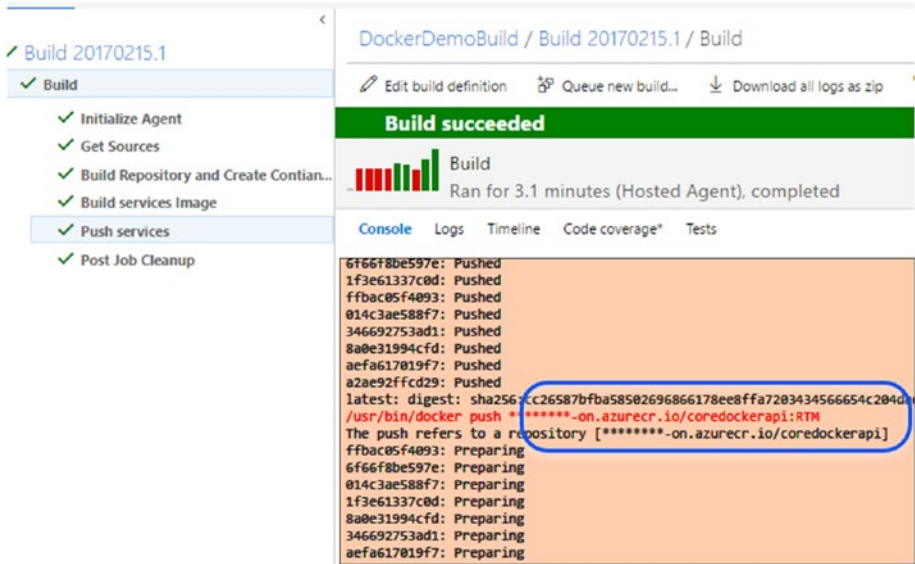 Build 20170215.1
Build
Initialize Agent
Get Sources
Build Repository and Create Contian...
Build services Image
Push services
Post Job Cleanup
DockerDemoBuild / Build 20170215.1 / Build
Edit build definition Queue new build... Download all logs as zip
Build succeeded
Build
Ran for 3.1 minutes (Hosted Agent), completed
Console Logs Timeline Code coverage* Tests
6f66f8be597e: Pushed
1f3e61337c0d: Pushed
ffbac05f4093: Pushed
014c3ae588f7: Pushed
346692753ad1: Pushed
8a0e31994cfd: Pushed
aefa617019f7: Pushed
a2ae92ffcd29: Pushed
latest: digest:
/usr/bin/docker push ********-on.azurecr.io/coredockerapi:RTM
The push refers to a repository [********-on.azurecr.io/coredockerapi]
ffbac05f4093: Preparing
6f66f8be597e: Preparing
014c3ae588f7: Preparing
1f3e61337c0d: Preparing
8a0e31994cfd: Preparing
346692753ad1: Preparing
aefa617019f7: Preparing